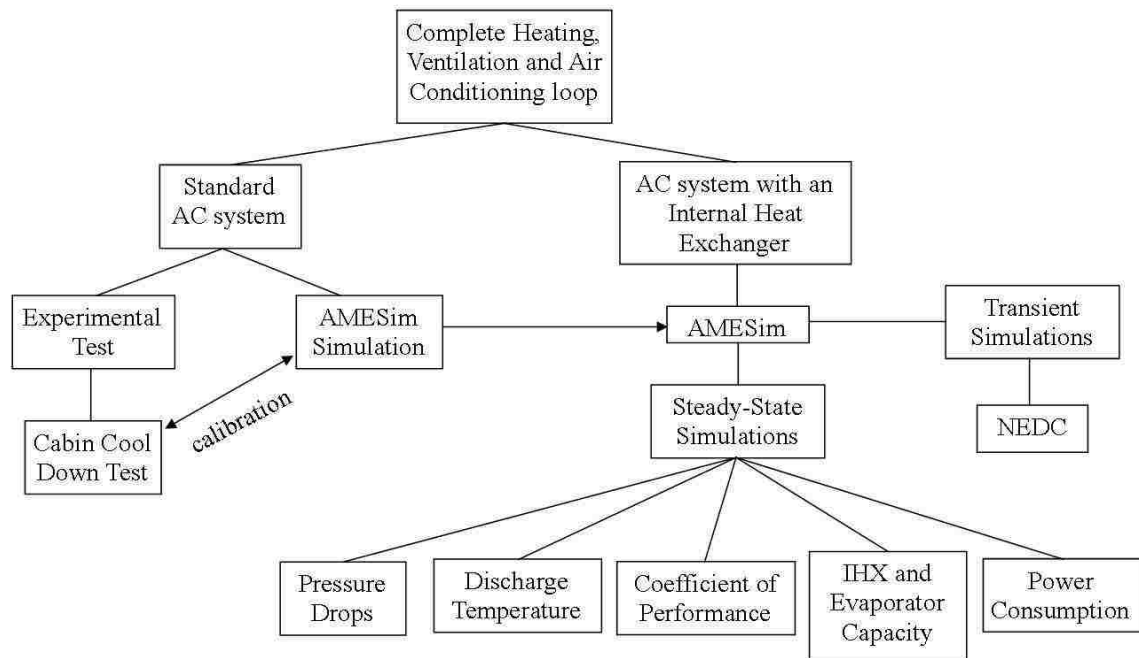 Complete Heating,
Ventilation and Air
Conditioning loop
Standard
AC system
AC system with an
Internal Heat
Exchanger
Experimental
Test
AMESim
Simulation
AMESim
Transient
Simulations
calibration
Cabin Cool
Down Test
Steady-State
Simulations
NEDC
Pressure
Drops
Discharge
Temperature
Coefficient of
Performance
IHX and
Evaporator
Capacity
Power
Consumption